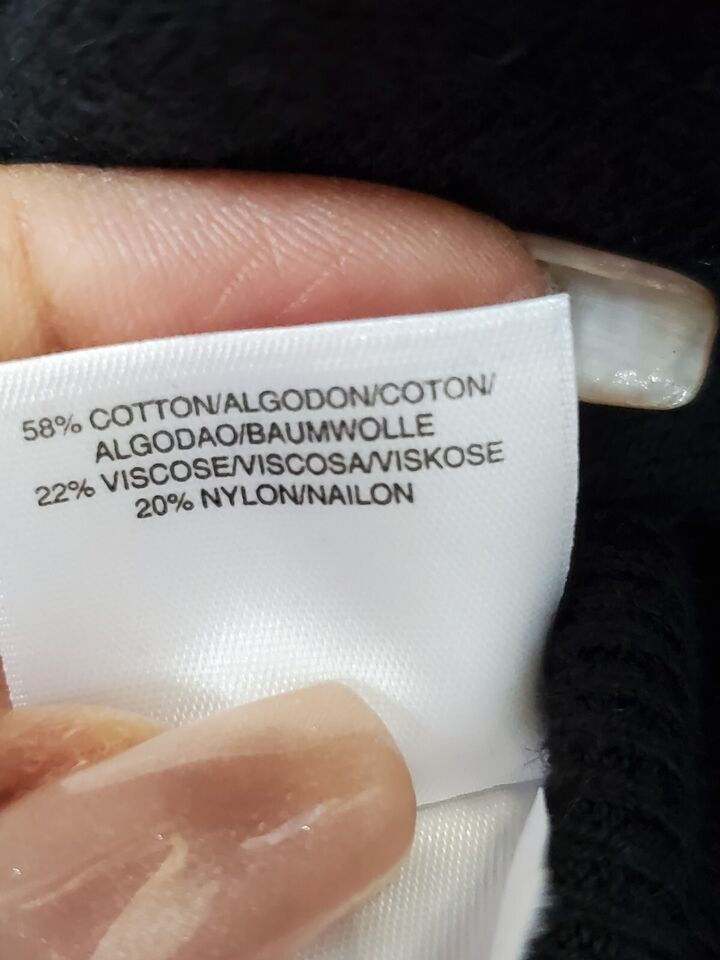 58% COTTON/ALGODON/COTON/
ALGODAO/BAUMWOLLE
22% VISCOSE/VISCOSA/VISKOSE
20% NYLON/NAILON